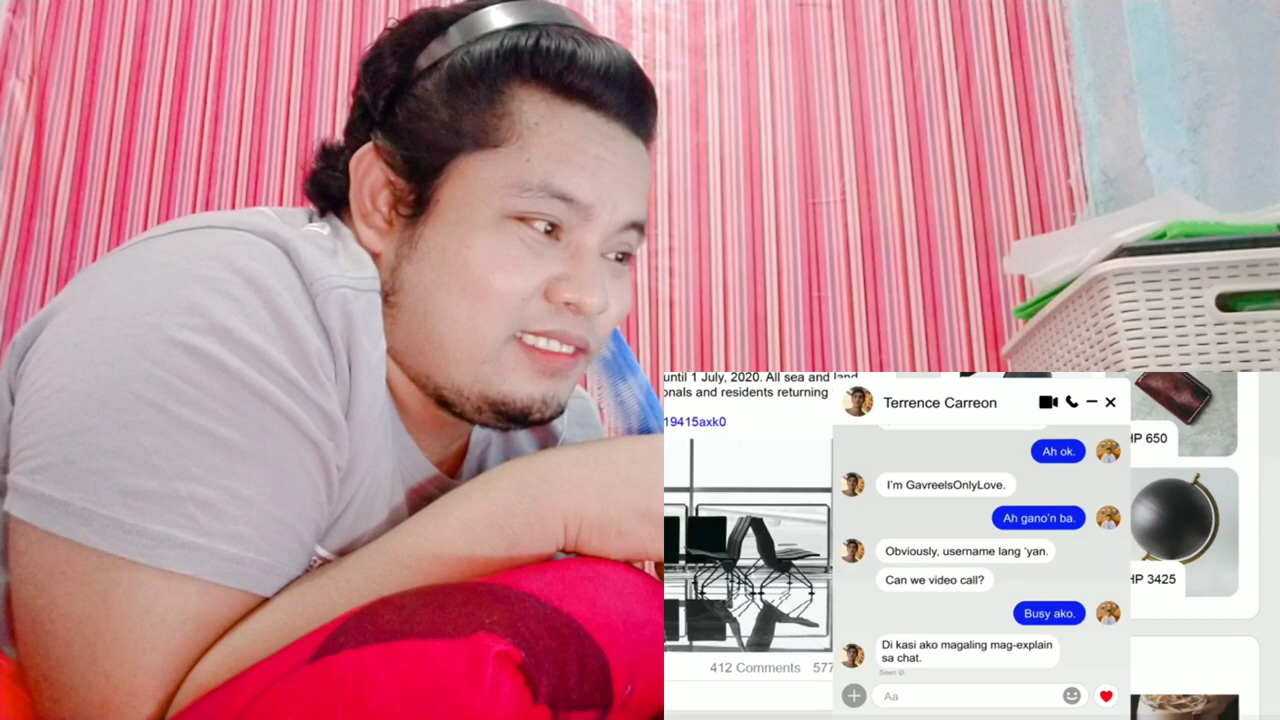 until 1 July, 2020. All sea and land
onals and residents returning
19415axk0
412 Comments 577
Terrence Carreon
Ah ok.
I'm GavreelsOnlyLove.
Ah gano'n ba.
Obviously, username lang 'yan.
Can we video call?
Busy ako.
Di kasi ako magaling mag-explain
sa chat.
Seen
Aa
HP 650
HP 3425